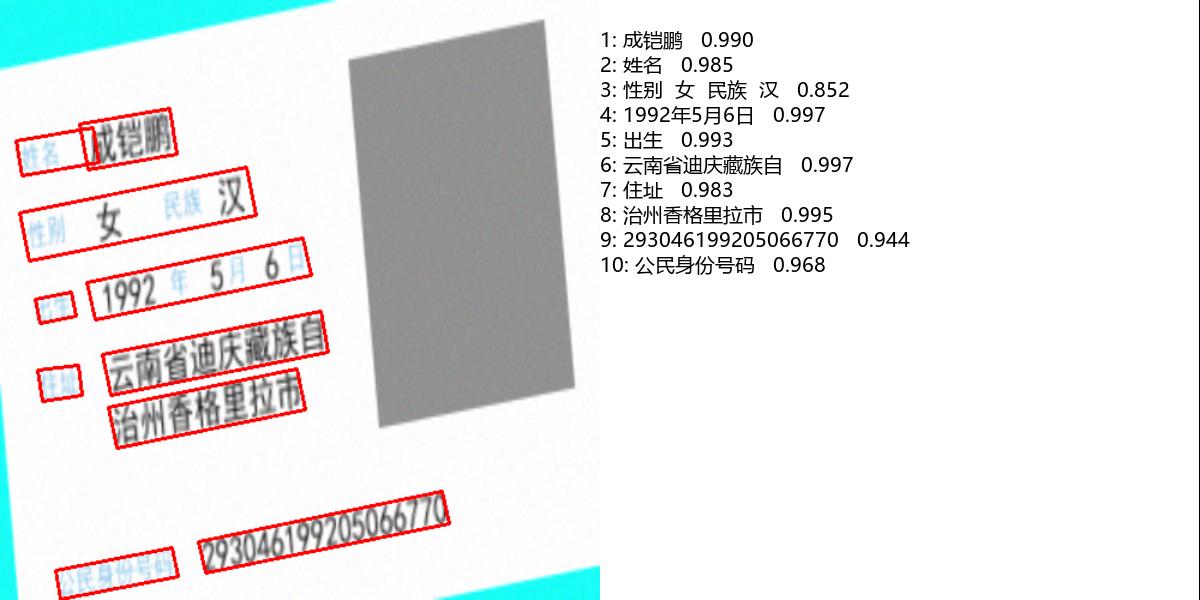 姓名 成铠鹏
性别 女 民族 汉
出生 1992 年 5 月 6 日
住址 云南省迪庆藏族自
治州香格里拉市
公民身份号码 293046199205066770
1: 成铠鹏 0.990
2: 姓名 0.985
3: 性别 女 民族 汉 0.852
4: 1992年5月6日 0.997
5: 出生 0.993
6: 云南省迪庆藏族自 0.997
7: 住址 0.983
8: 治州香格里拉市 0.995
9: 293046199205066770 0.944
10: 公民身份号码 0.968